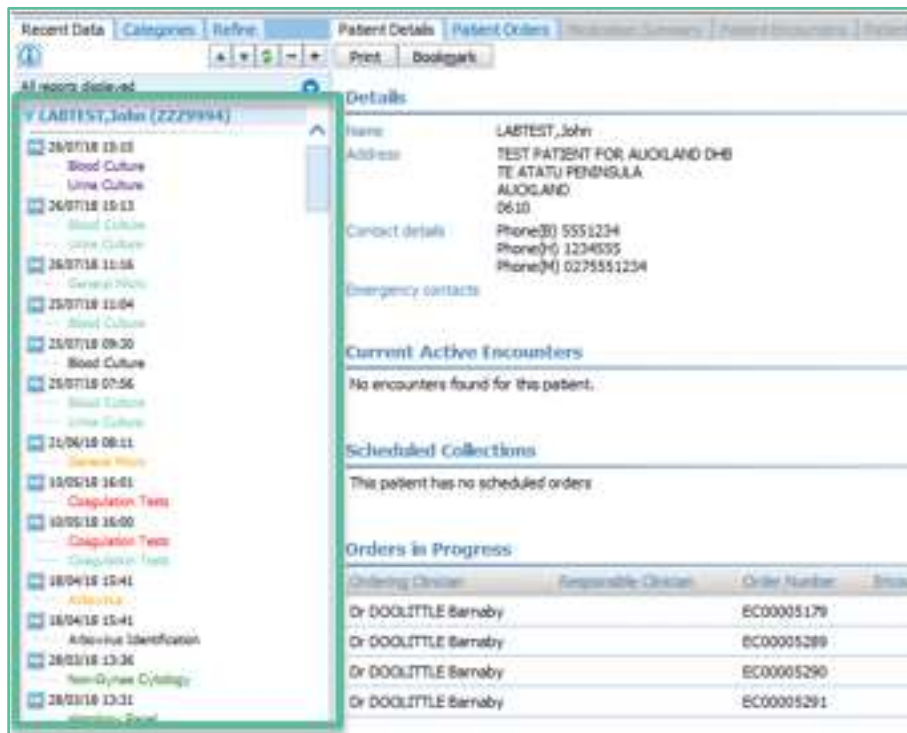 Recent Data Categories Refine
All reports displayed
LABTEST,John (ZZZ9994)
Blood Culture
Urine Culture
26/07/18 15:13
Blood Culture
Urine Culture
26/07/18 11:16
General Micro
25/07/18 11:04
Blood Culture
25/07/18 09:30
Blood Culture
25/07/18 07:56
Blood Culture
Urine Culture
21/06/18 08:11
General Micro
10/05/18 16:01
Coagulation Tests
10/05/18 16:00
Coagulation Tests
Coagulation Tests
18/04/18 15:41
Arbovirus
18/04/18 15:41
Arbovirus Identification
28/03/18 13:36
Non-Gynae Cytology
28/03/18 13:31
Patient Details Patient Orders Medication Summary Patient Encounters Patient
Print Bookmark
Details
Name LABTEST,John
Address TEST PATIENT FOR AUCKLAND DHB
TE ATATU PENINSULA
AUCKLAND
0610
Contact details Phone(B) 5551234
Phone(H) 1234555
Phone(M) 0275551234
Emergency contacts
Current Active Encounters
No encounters found for this patient.
Scheduled Collections
This patient has no scheduled orders
Orders in Progress
Ordering Clinician Responsible Clinician Order Number
Dr DOOLITTLE Barnaby EC00005179
Dr DOOLITTLE Barnaby EC00005289
Dr DOOLITTLE Barnaby EC00005290
Dr DOOLITTLE Barnaby EC00005291